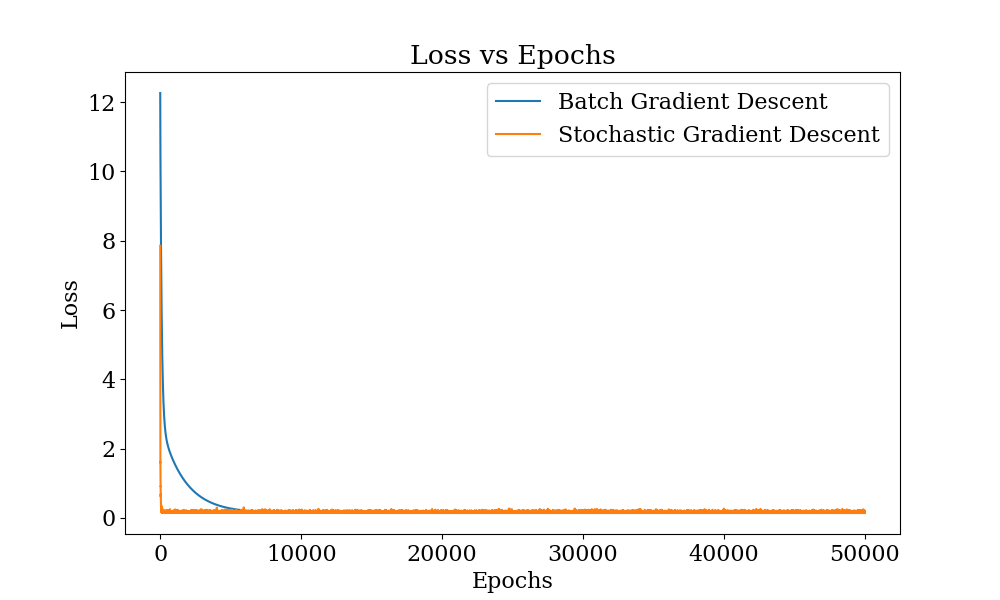 Loss vs Epochs
Batch Gradient Descent
Stochastic Gradient Descent
12
10
8
6
4
2
0
Loss
0 10000 20000 30000 40000 50000
Epochs